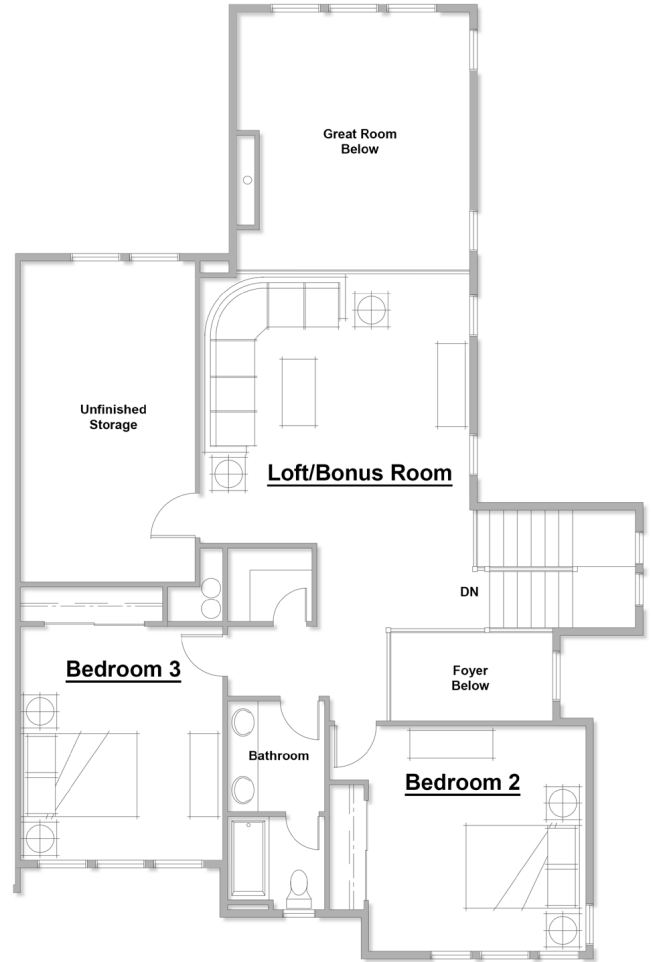 Great Room
Below
Unfinished
Storage
Loft/Bonus Room
DN
Bedroom 3
Foyer
Below
Bathroom
Bedroom 2